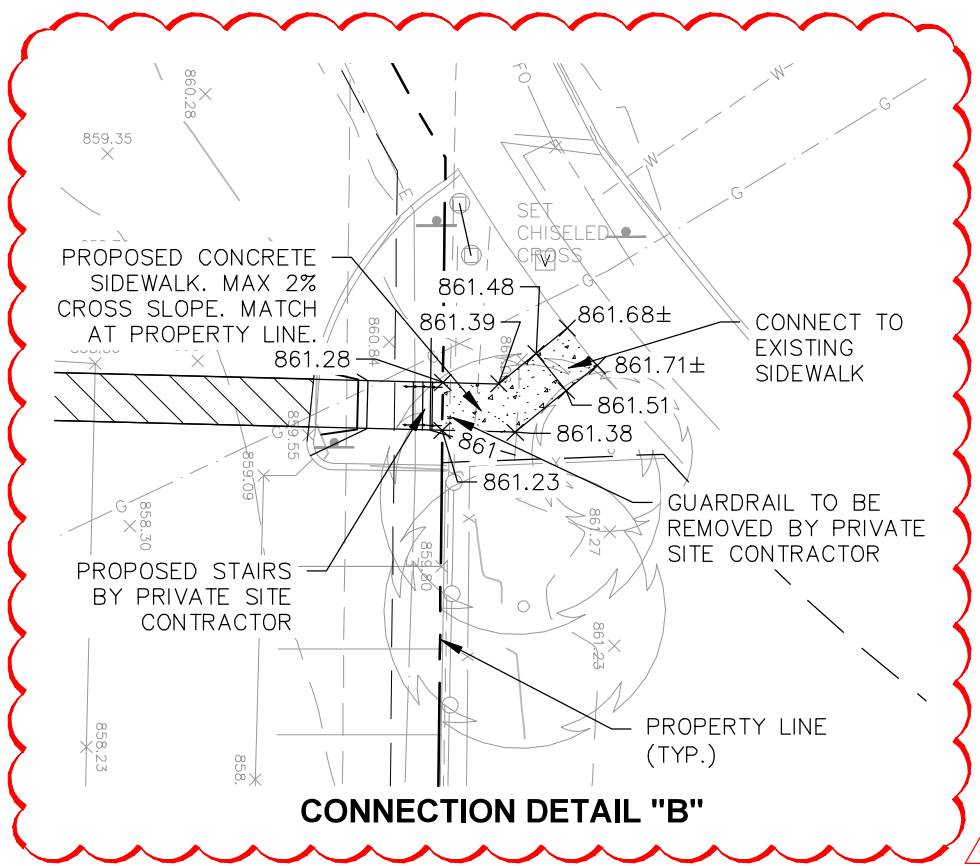 860.28
859.35
FO
W
G
W
E
G
SET
CHISELED
CROSS
V
G
PROPOSED CONCRETE
SIDEWALK. MAX 2%
CROSS SLOPE. MATCH
AT PROPERTY LINE.
861.48
861.39
861.28
860.84
861.68±
861.71±
CONNECT TO
EXISTING
SIDEWALK
861.51
861.38
861
861.23
G
859.55
859.09
G
858.30
859.80
861.27
GUARDRAIL TO BE
REMOVED BY PRIVATE
SITE CONTRACTOR
PROPOSED STAIRS
BY PRIVATE SITE
CONTRACTOR
861.23
PROPERTY LINE
(TYP.)
858.23
858.
CONNECTION DETAIL "B"